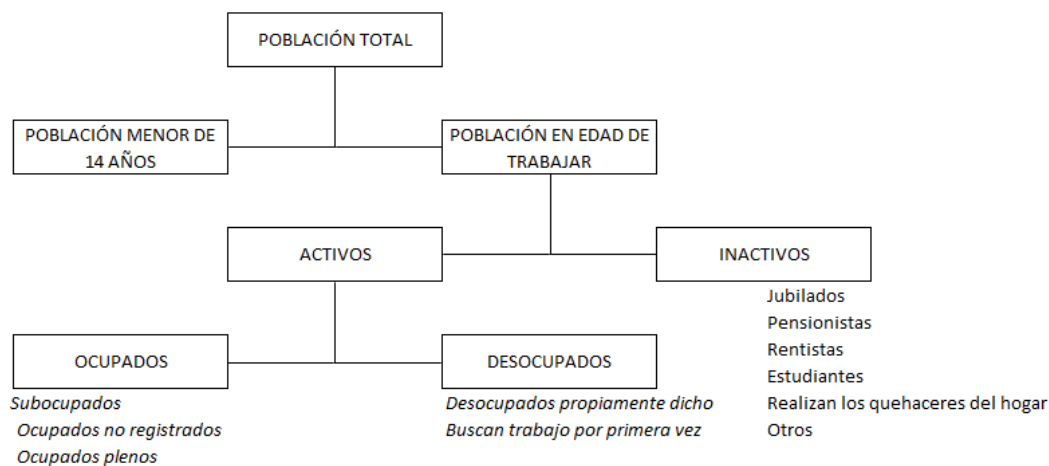 POBLACIÓN TOTAL
POBLACIÓN MENOR DE
14 AÑOS
POBLACIÓN EN EDAD DE
TRABAJAR
ACTIVOS
INACTIVOS
Jubilados
Pensionistas
Rentistas
Estudiantes
Realizan los quehaceres del hogar
Otros
OCUPADOS
Subocupados
Ocupados no registrados
Ocupados plenos
DESOCUPADOS
Desocupados propiamente dicho
Buscan trabajo por primera vez